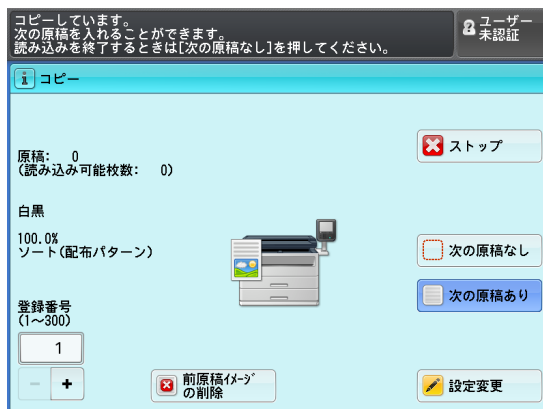 コピーしています。
次の原稿を入れることができます。
読み込みを終了するときは[次の原稿なし]を押してください。
ユーザー
未認証
コピー
原稿: 0
(読み込み可能枚数: 0)
ストップ
白黒
100.0%
ソート(配布パターン)
次の原稿なし
次の原稿あり
登録番号
(1～300)
1
- +
前原稿ｲﾒｰｼﾞ
の削除
設定変更